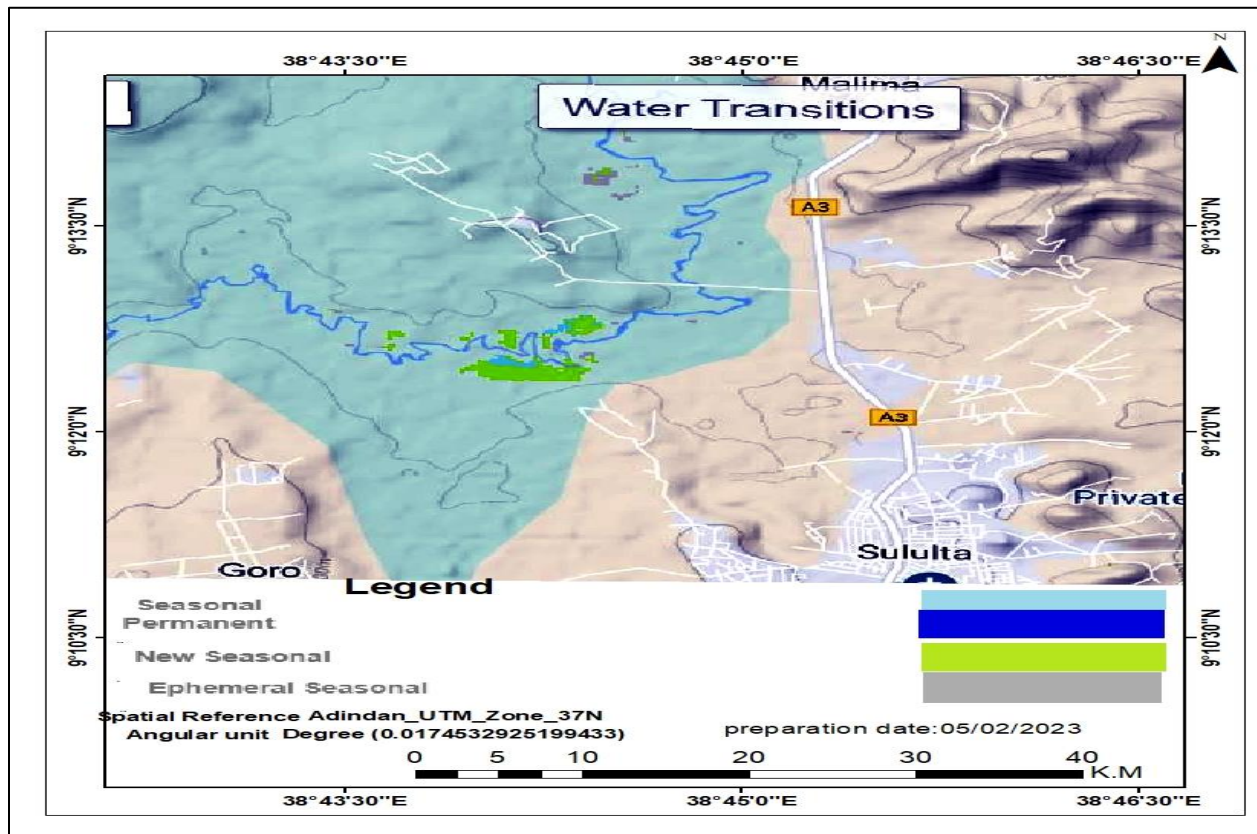 N
38°43'30"E 38°45'0"E 38°46'30"E
Malima
Water Transitions
A3
9°13'30"N 9°13'30"N
A3
9°12'0"N 9°12'0"N
Private
Sululta
Goro
Legend
Seasonal
Permanent
New Seasonal
Ephemeral Seasonal
9°10'30"N 9°10'30"N
Spatial Reference Adindan_UTM_Zone_37N
Angular unit Degree (0.0174532925199433)
preparation date:05/02/2023
0 5 10 20 30 40
K.M
38°43'30"E 38°45'0"E 38°46'30"E